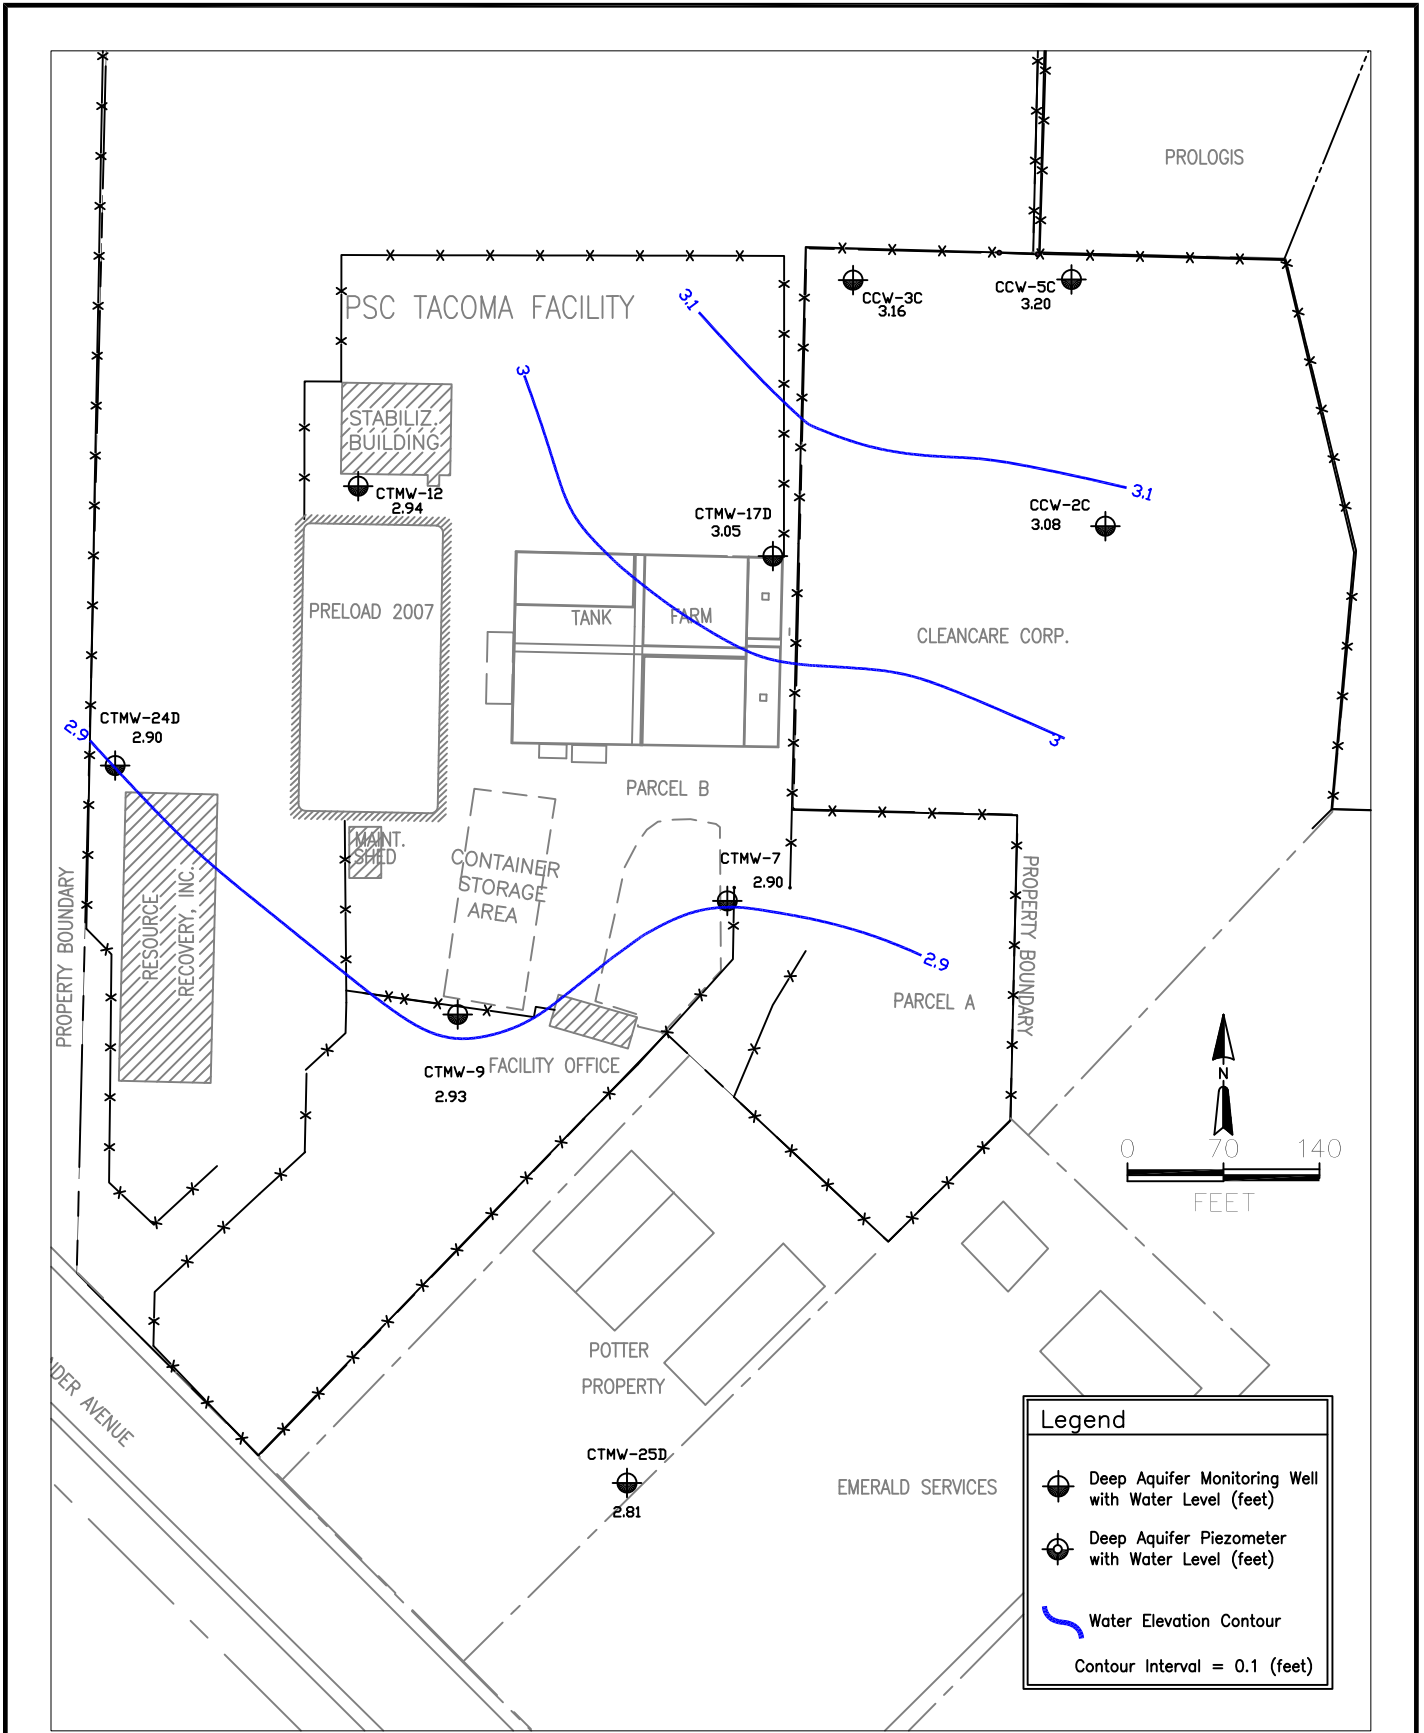 PROLOGIS
PSC TACOMA FACILITY
3.1
CCW-3C
3.16
CCW-5C
3.20
3
STABILIZ.
BUILDING
CTMW-12
2.94
CTMW-17D
3.05
3.1
CCW-2C
3.08
PRELOAD 2007
TANK FARM
CLEANCARE CORP.
CTMW-24D
2.90
2.9
3
PARCEL B
MAINT.
SHED
CONTAINER
STORAGE
AREA
CTMW-7
2.90
PROPERTY BOUNDARY
RESOURCE
RECOVERY, INC.
PROPERTY BOUNDARY
2.9
PARCEL A
CTMW-9
2.93
FACILITY OFFICE
N
0 70 140
FEET
POTTER
PROPERTY
NDER AVENUE
CTMW-25D
2.81
EMERALD SERVICES
Legend
Deep Aquifer Monitoring Well
with Water Level (feet)
Deep Aquifer Piezometer
with Water Level (feet)
Water Elevation Contour
Contour Interval = 0.1 (feet)